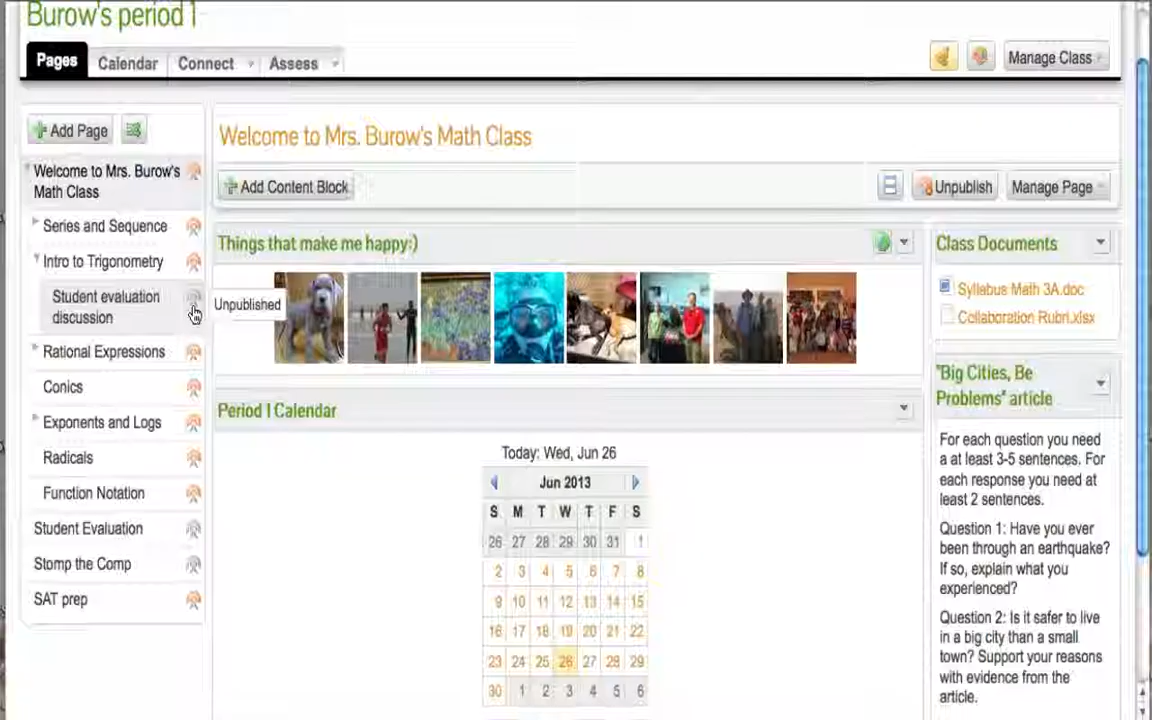 Burow's period 1
Pages
Calendar
Connect
Assess
Manage Class
Add Page
Welcome to Mrs. Burow's
Math Class
Series and Sequence
Intro to Trigonometry
Student evaluation
discussion
Unpublished
Rational Expressions
Conics
Exponents and Logs
Radicals
Function Notation
Student Evaluation
Stomp the Comp
SAT prep
Welcome to Mrs. Burow's Math Class
Add Content Block
Unpublish
Manage Page
Things that make me happy:)
Period 1 Calendar
Today: Wed, Jun 26
Jun 2013
S M T W T F S
26 27 28 29 30 31 1
2 3 4 5 6 7 8
9 10 11 12 13 14 15
16 17 18 19 20 21 22
23 24 25 26 27 28 29
30 1 2 3 4 5 6
Class Documents
Syllabus Math 3A.doc
Collaboration Rubri.xlsx
"Big Cities, Be
Problems" article
For each question you need
a at least 3-5 sentences. For
each response you need at
least 2 sentences.
Question 1: Have you ever
been through an earthquake?
If so, explain what you
experienced?
Question 2: Is it safer to live
in a big city than a small
town? Support your reasons
with evidence from the
article.